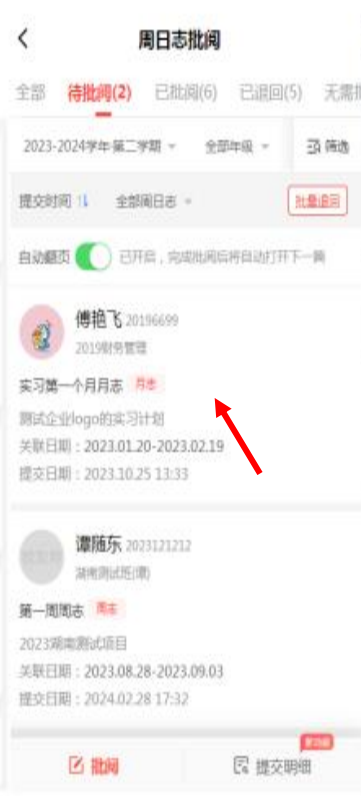 周日志批阅
全部 待批阅(2) 已批阅(6) 已退回(5) 无需
2023-2024学年 第二学期 全部年级 筛选
提交时间 全部周日志 批量退回
自动翻页 已开启，完成批阅后将自动打开下一篇
傅艳飞 20196699
2019财务管理
实习第一个月月志 月志
测试企业logo的实习计划
关联日期：2023.01.20-2023.02.19
提交日期：2023.10.25 13:33
谭随东 2023121212
湖南测试班(谭)
第一周周志 周志
2023湖南测试项目
关联日期：2023.08.28-2023.09.03
提交日期：2024.02.28 17:32
批阅 提交明细